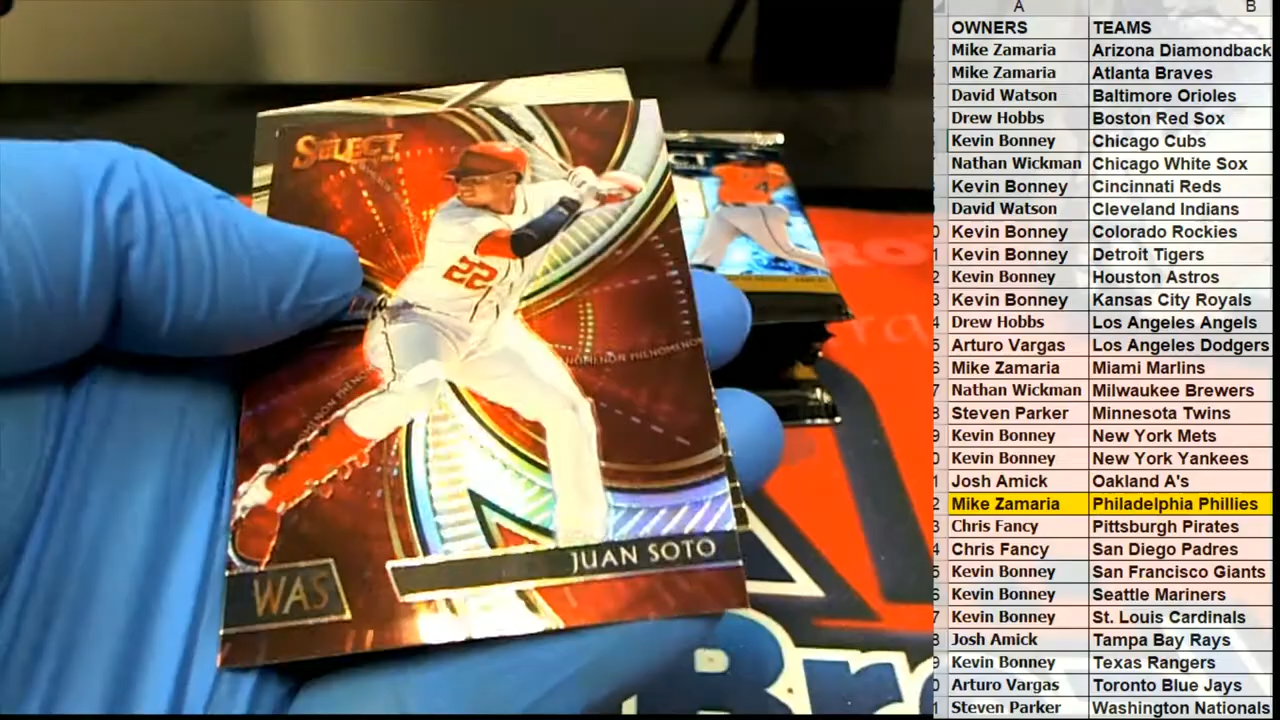 SELECT
22
PHENOMENON PHENOMENON
JUAN SOTO
WAS
4
Br
A B
OWNERS TEAMS
Mike Zamaria Arizona Diamondback
Mike Zamaria Atlanta Braves
David Watson Baltimore Orioles
Drew Hobbs Boston Red Sox
Kevin Bonney Chicago Cubs
Nathan Wickman Chicago White Sox
Kevin Bonney Cincinnati Reds
David Watson Cleveland Indians
Kevin Bonney Colorado Rockies
Kevin Bonney Detroit Tigers
Kevin Bonney Houston Astros
Kevin Bonney Kansas City Royals
Drew Hobbs Los Angeles Angels
Arturo Vargas Los Angeles Dodgers
Mike Zamaria Miami Marlins
Nathan Wickman Milwaukee Brewers
Steven Parker Minnesota Twins
Kevin Bonney New York Mets
Kevin Bonney New York Yankees
Josh Amick Oakland A's
Mike Zamaria Philadelphia Phillies
Chris Fancy Pittsburgh Pirates
Chris Fancy San Diego Padres
Kevin Bonney San Francisco Giants
Kevin Bonney Seattle Mariners
Kevin Bonney St. Louis Cardinals
Josh Amick Tampa Bay Rays
Kevin Bonney Texas Rangers
Arturo Vargas Toronto Blue Jays
Steven Parker Washington Nationals